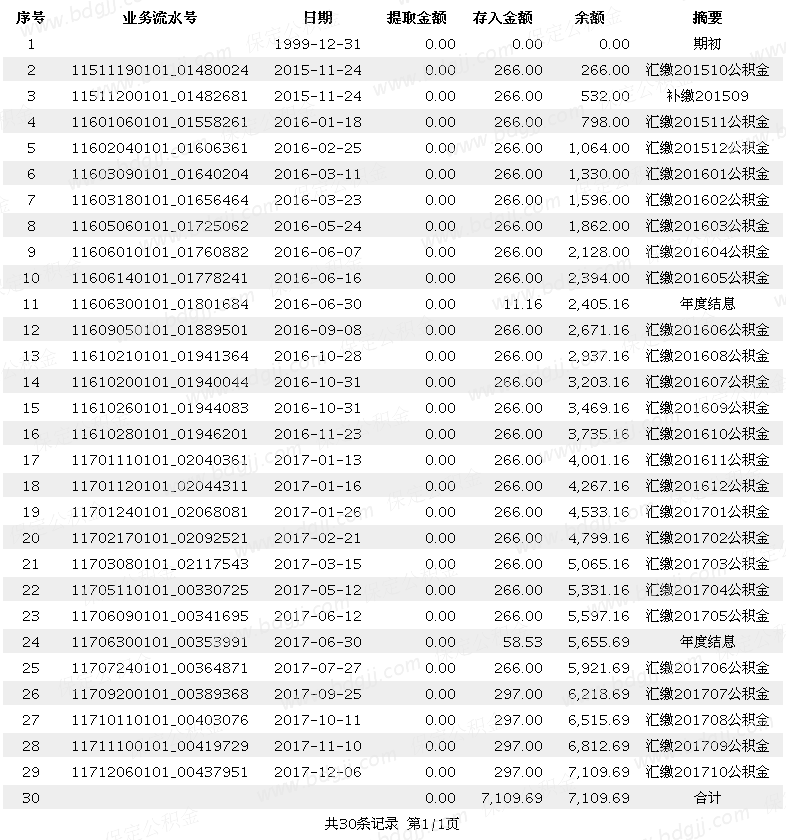 序号 业务流水号 日期 提取金额 存入金额 余额 摘要
1 1999-12-31 0.00 0.00 0.00 期初
2 11511190101_01480024 2015-11-24 0.00 266.00 266.00 汇缴201510公积金
3 11511200101_01482681 2015-11-24 0.00 266.00 532.00 补缴201509
4 11601060101_01558261 2016-01-18 0.00 266.00 798.00 汇缴201511公积金
5 11602040101_01606361 2016-02-25 0.00 266.00 1,064.00 汇缴201512公积金
6 11603090101_01640204 2016-03-11 0.00 266.00 1,330.00 汇缴201601公积金
7 11603180101_01656464 2016-03-23 0.00 266.00 1,596.00 汇缴201602公积金
8 11605060101_01725062 2016-05-24 0.00 266.00 1,862.00 汇缴201603公积金
9 11606010101_01760882 2016-06-07 0.00 266.00 2,128.00 汇缴201604公积金
10 11606140101_01778241 2016-06-16 0.00 266.00 2,394.00 汇缴201605公积金
11 11606300101_01801684 2016-06-30 0.00 11.16 2,405.16 年度结息
12 11609050101_01889501 2016-09-08 0.00 266.00 2,671.16 汇缴201606公积金
13 11610210101_01941364 2016-10-28 0.00 266.00 2,937.16 汇缴201608公积金
14 11610200101_01940044 2016-10-31 0.00 266.00 3,203.16 汇缴201607公积金
15 11610260101_01944083 2016-10-31 0.00 266.00 3,469.16 汇缴201609公积金
16 11610280101_01946201 2016-11-23 0.00 266.00 3,735.16 汇缴201610公积金
17 11701110101_02040361 2017-01-13 0.00 266.00 4,001.16 汇缴201611公积金
18 11701120101_02044311 2017-01-16 0.00 266.00 4,267.16 汇缴201612公积金
19 11701240101_02068081 2017-01-26 0.00 266.00 4,533.16 汇缴201701公积金
20 11702170101_02092521 2017-02-21 0.00 266.00 4,799.16 汇缴201702公积金
21 11703080101_02117543 2017-03-15 0.00 266.00 5,065.16 汇缴201703公积金
22 11705110101_00330725 2017-05-12 0.00 266.00 5,331.16 汇缴201704公积金
23 11706090101_00341695 2017-06-12 0.00 266.00 5,597.16 汇缴201705公积金
24 11706300101_00353991 2017-06-30 0.00 58.53 5,655.69 年度结息
25 11707240101_00364871 2017-07-27 0.00 266.00 5,921.69 汇缴201706公积金
26 11709200101_00389368 2017-09-25 0.00 297.00 6,218.69 汇缴201707公积金
27 11710110101_00403076 2017-10-11 0.00 297.00 6,515.69 汇缴201708公积金
28 11711100101_00419729 2017-11-10 0.00 297.00 6,812.69 汇缴201709公积金
29 11712060101_00437951 2017-12-06 0.00 297.00 7,109.69 汇缴201710公积金
30 0.00 7,109.69 7,109.69 合计
共30条记录 第1/1页